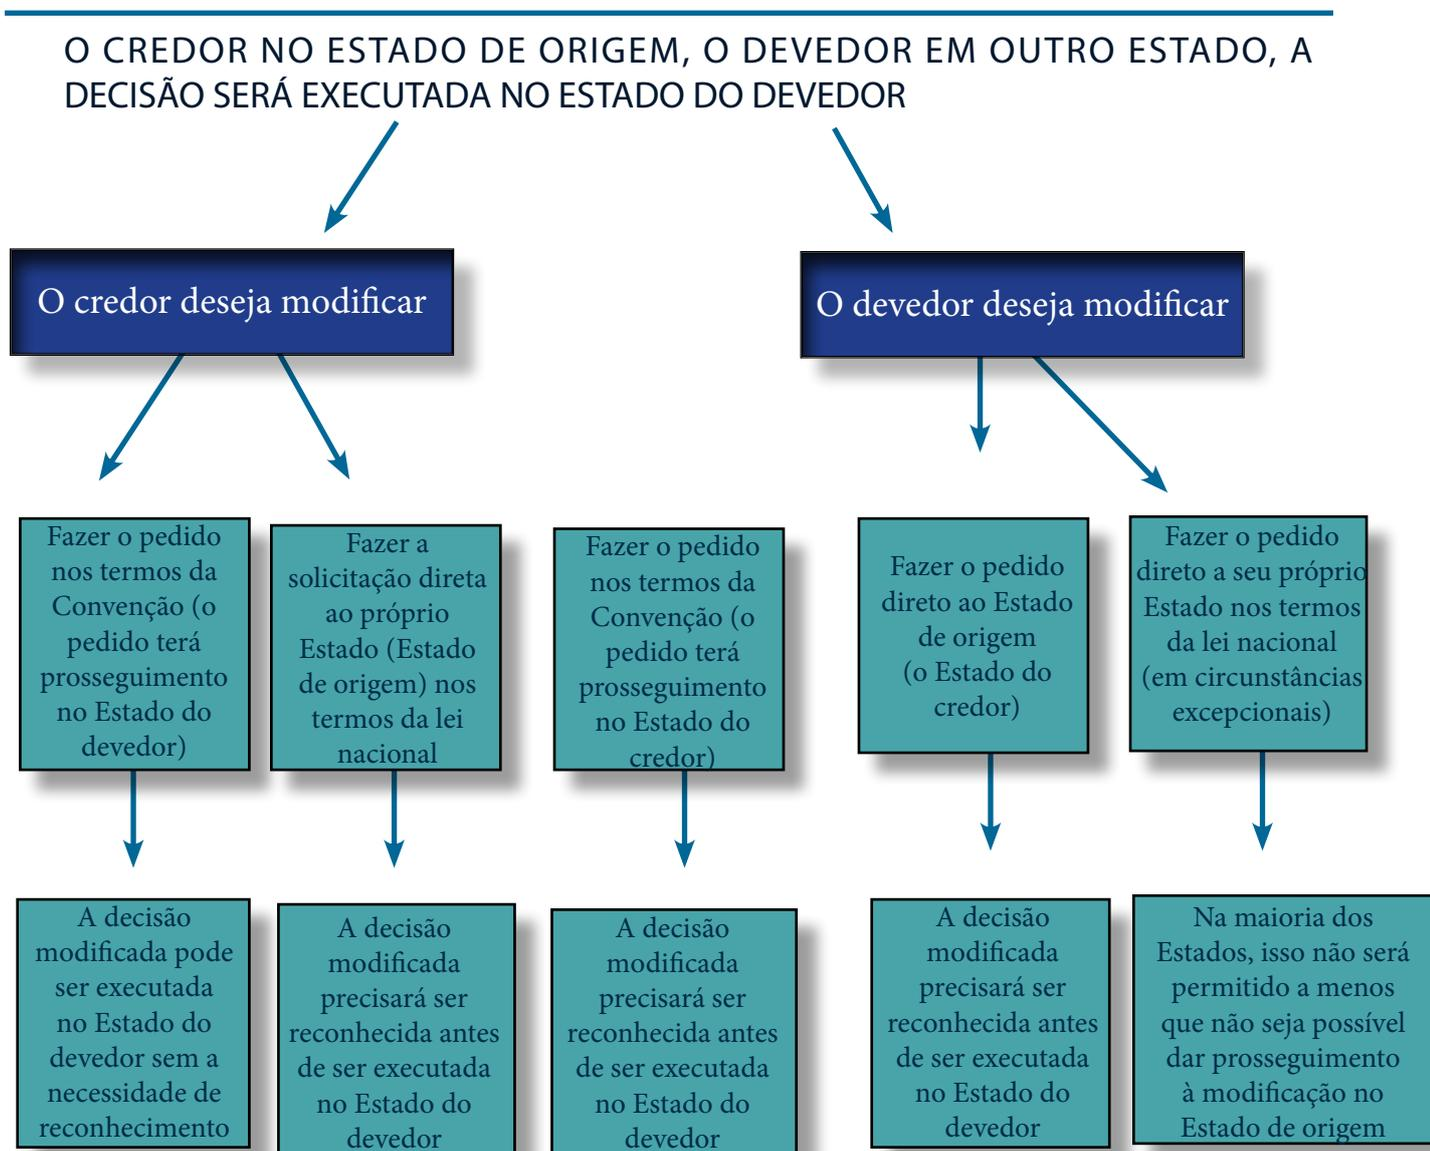 O CREDOR NO ESTADO DE ORIGEM, O DEVEDOR EM OUTRO ESTADO, A
DECISÃO SERÁ EXECUTADA NO ESTADO DO DEVEDOR
O credor deseja modificar
O devedor deseja modificar
Fazer o pedido
nos termos da
Convenção (o
pedido terá
prosseguimento
no Estado do
devedor)
Fazer a
solicitação direta
ao próprio
Estado (Estado
de origem) nos
termos da lei
nacional
Fazer o pedido
nos termos da
Convenção (o
pedido terá
prosseguimento
no Estado do
credor)
Fazer o pedido
direto ao Estado
de origem
(o Estado do
credor)
Fazer o pedido
direto a seu próprio
Estado nos termos
da lei nacional
(em circunstâncias
excepcionais)
A decisão
modificada pode
ser executada
no Estado do
devedor sem a
necessidade de
reconhecimento
A decisão
modificada
precisará ser
reconhecida antes
de ser executada
no Estado do
devedor
A decisão
modificada
precisará ser
reconhecida antes
de ser executada
no Estado do
devedor
A decisão
modificada
precisará ser
reconhecida antes
de ser executada
no Estado do
devedor
Na maioria dos
Estados, isso não será
permitido a menos
que não seja possível
dar prosseguimento
à modificação no
Estado de origem